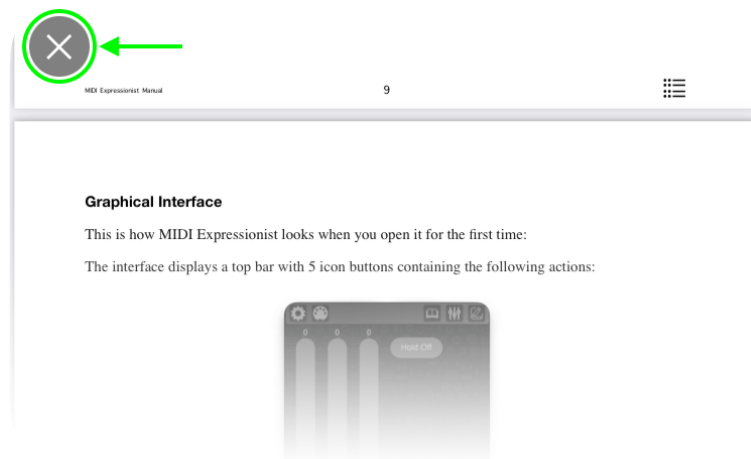 MIDI Expressionist Manual
9
Graphical Interface
This is how MIDI Expressionist looks when you open it for the first time:
The interface displays a top bar with 5 icon buttons containing the following actions:
0 0 0
Hold Off